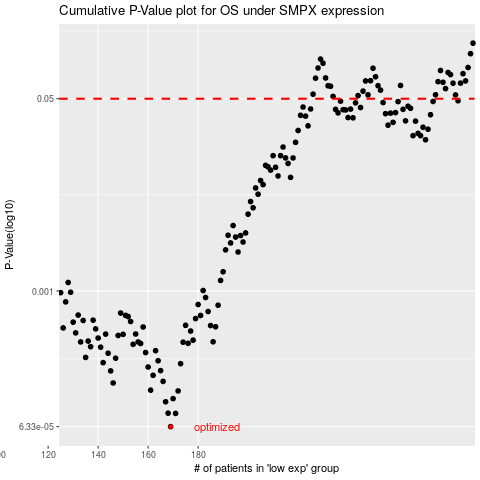 Cumulative P-Value plot for OS under SMPX expression
0.05
P-Value(log10)
0.001
6.33e-05
optimized
00
120
140
160
180
# of patients in 'low exp' group